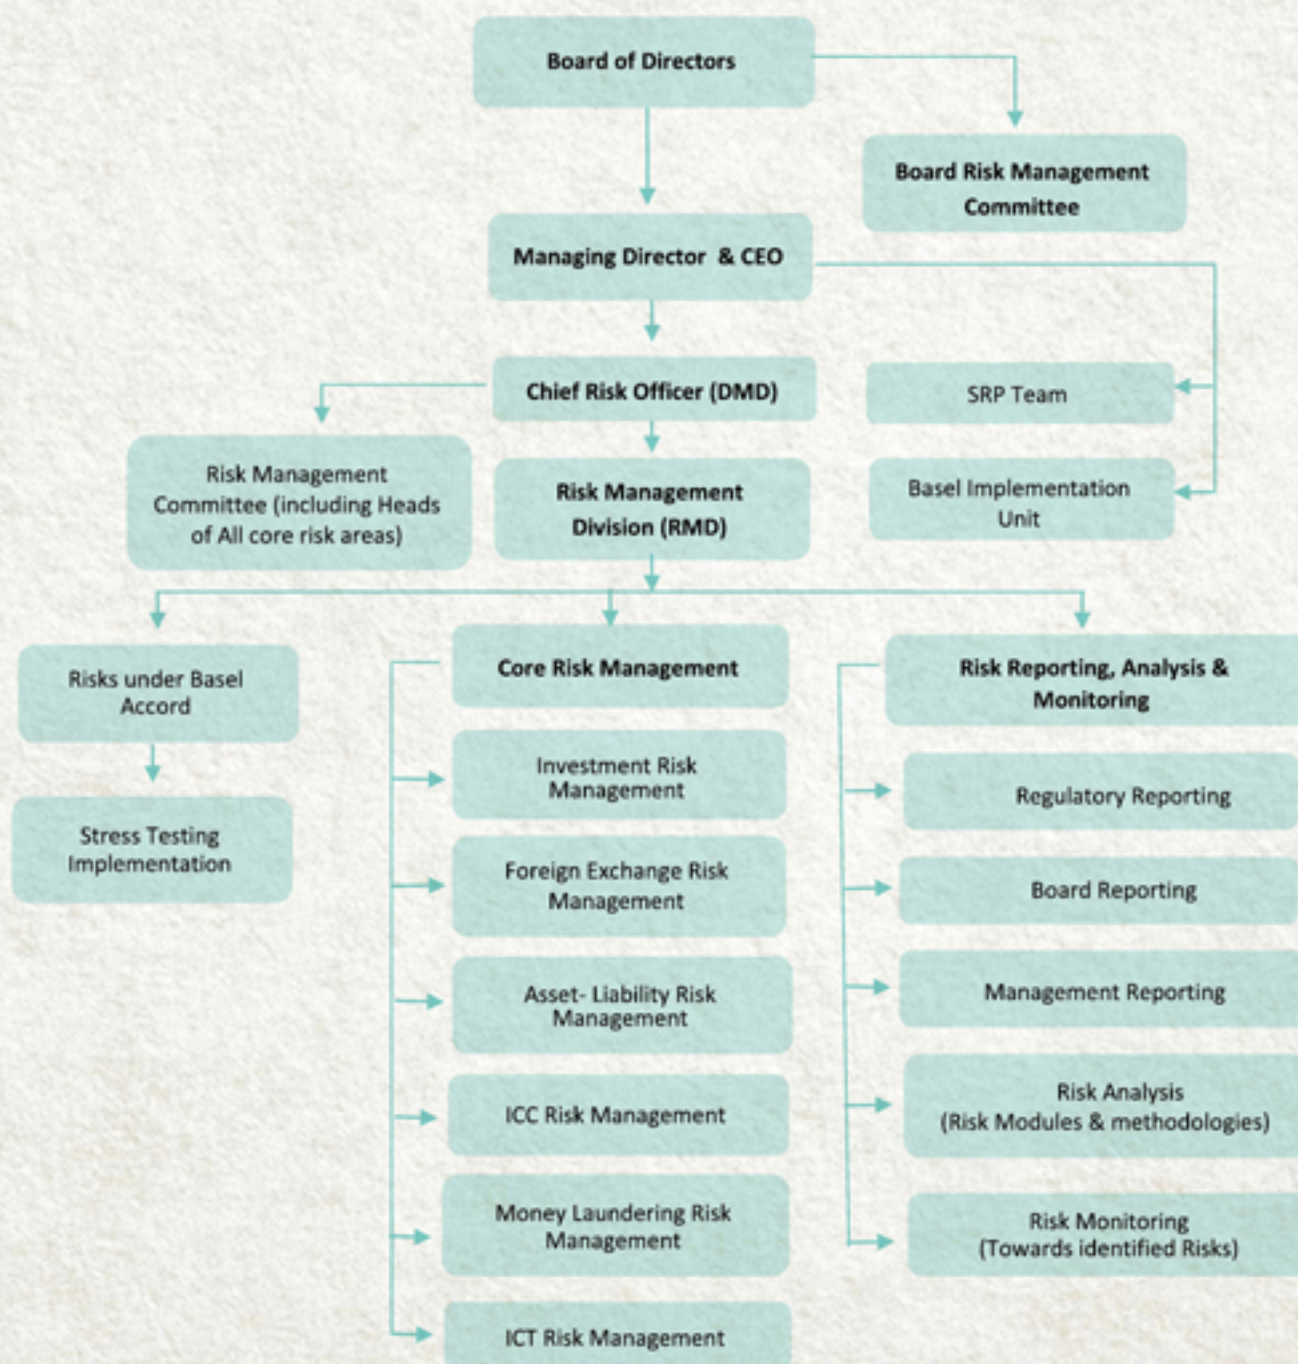 Board of Directors
Board Risk Management
Committee
Managing Director & CEO
Chief Risk Officer (DMD)
SRP Team
Risk Management
Committee (including Heads
of All core risk areas)
Risk Management
Division (RMD)
Basel Implementation
Unit
Risks under Basel
Accord
Stress Testing
Implementation
Core Risk Management
Investment Risk
Management
Foreign Exchange Risk
Management
Asset- Liability Risk
Management
ICC Risk Management
Money Laundering Risk
Management
ICT Risk Management
Risk Reporting, Analysis &
Monitoring
Regulatory Reporting
Board Reporting
Management Reporting
Risk Analysis
(Risk Modules & methodologies)
Risk Monitoring
(Towards identified Risks)